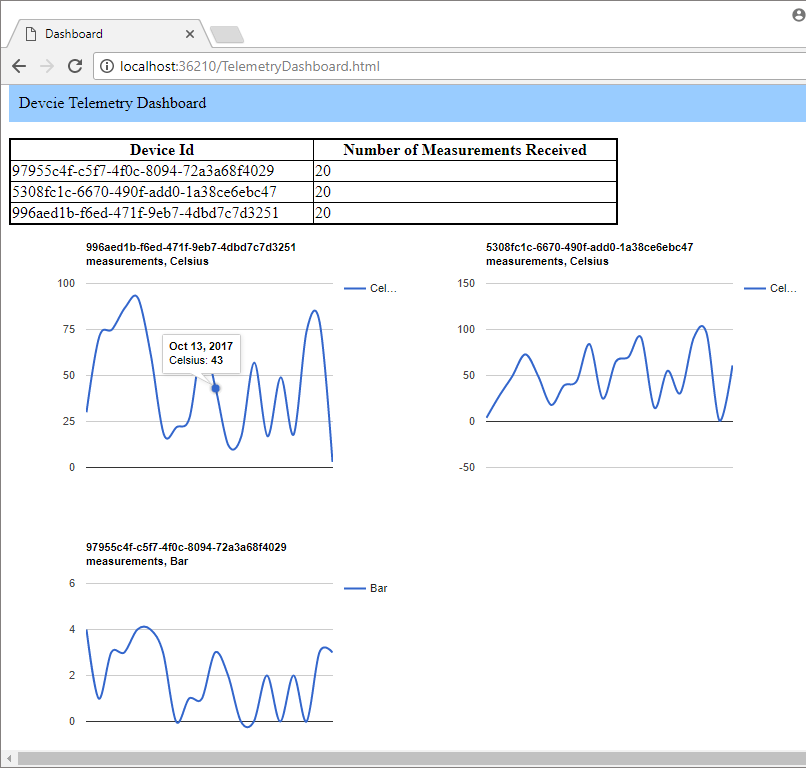 Dashboard
localhost:36210/TelemetryDashboard.html
Devcie Telemetry Dashboard
Device Id Number of Measurements Received
97955c4f-c5f7-4f0c-8094-72a3a68f4029 20
5308fc1c-6670-490f-add0-1a38ce6ebc47 20
996aed1b-f6ed-471f-9eb7-4dbd7c7d3251 20
996aed1b-f6ed-471f-9eb7-4dbd7c7d3251
measurements, Celsius
100
75
50
25
0
Cel...
Oct 13, 2017
Celsius: 43
5308fc1c-6670-490f-add0-1a38ce6ebc47
measurements, Celsius
150
100
50
0
-50
Cel...
97955c4f-c5f7-4f0c-8094-72a3a68f4029
measurements, Bar
6
4
2
0
Bar